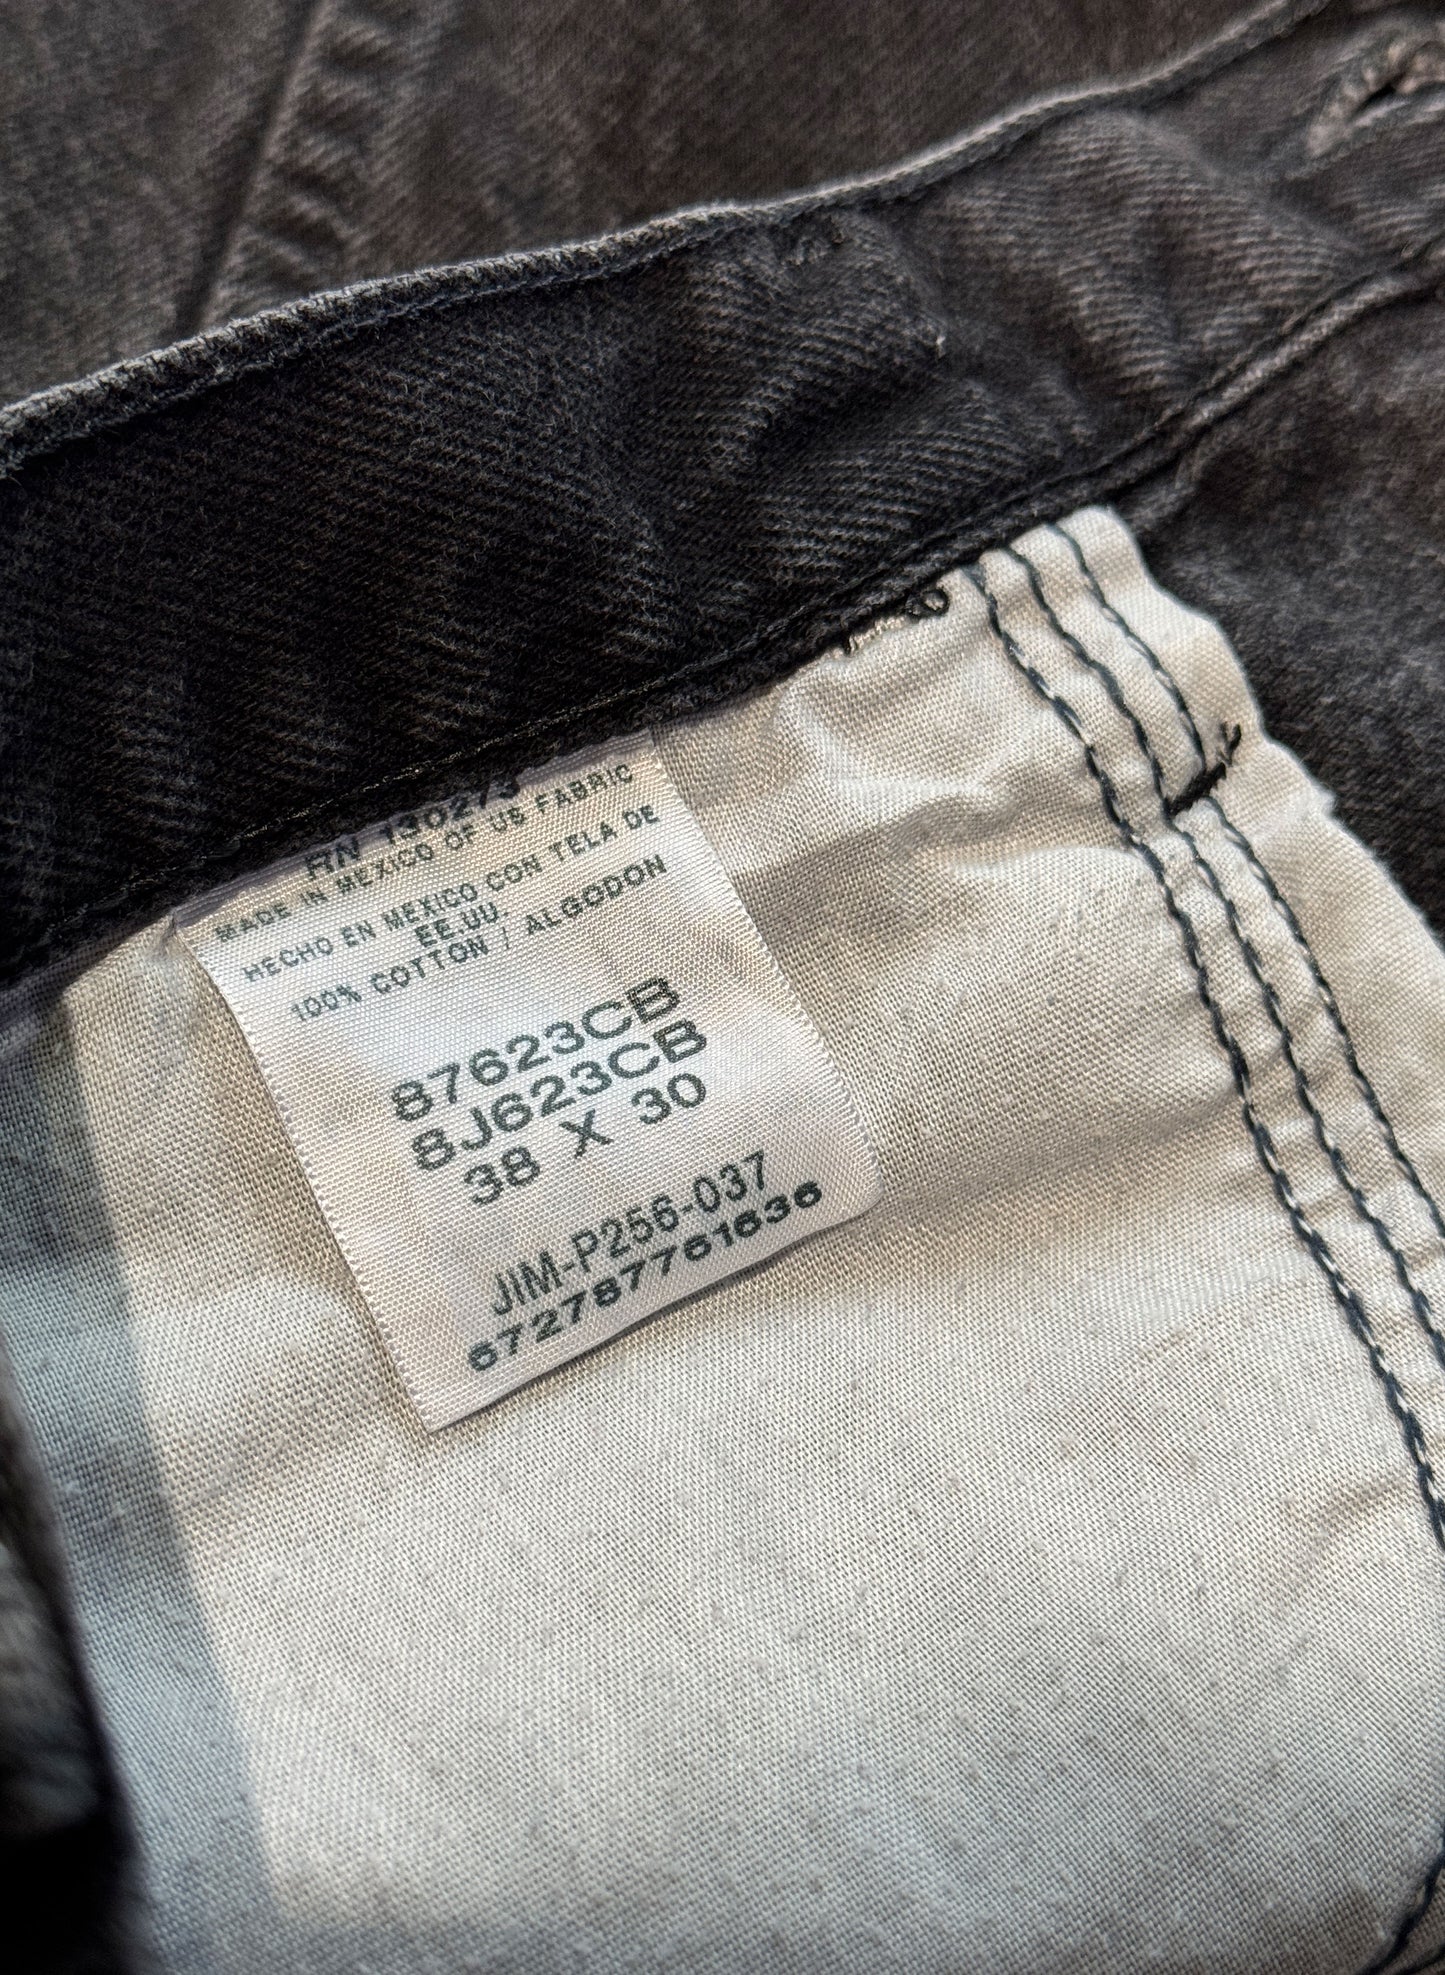 RN 130273
MADE IN MEXICO OF US FABRIC
HECHO EN MEXICO CON TELA DE
EE.UU.
100% COTTON / ALGODON
87623CB
8J623CB
38 X 30
JIM-P256-037
672787761636